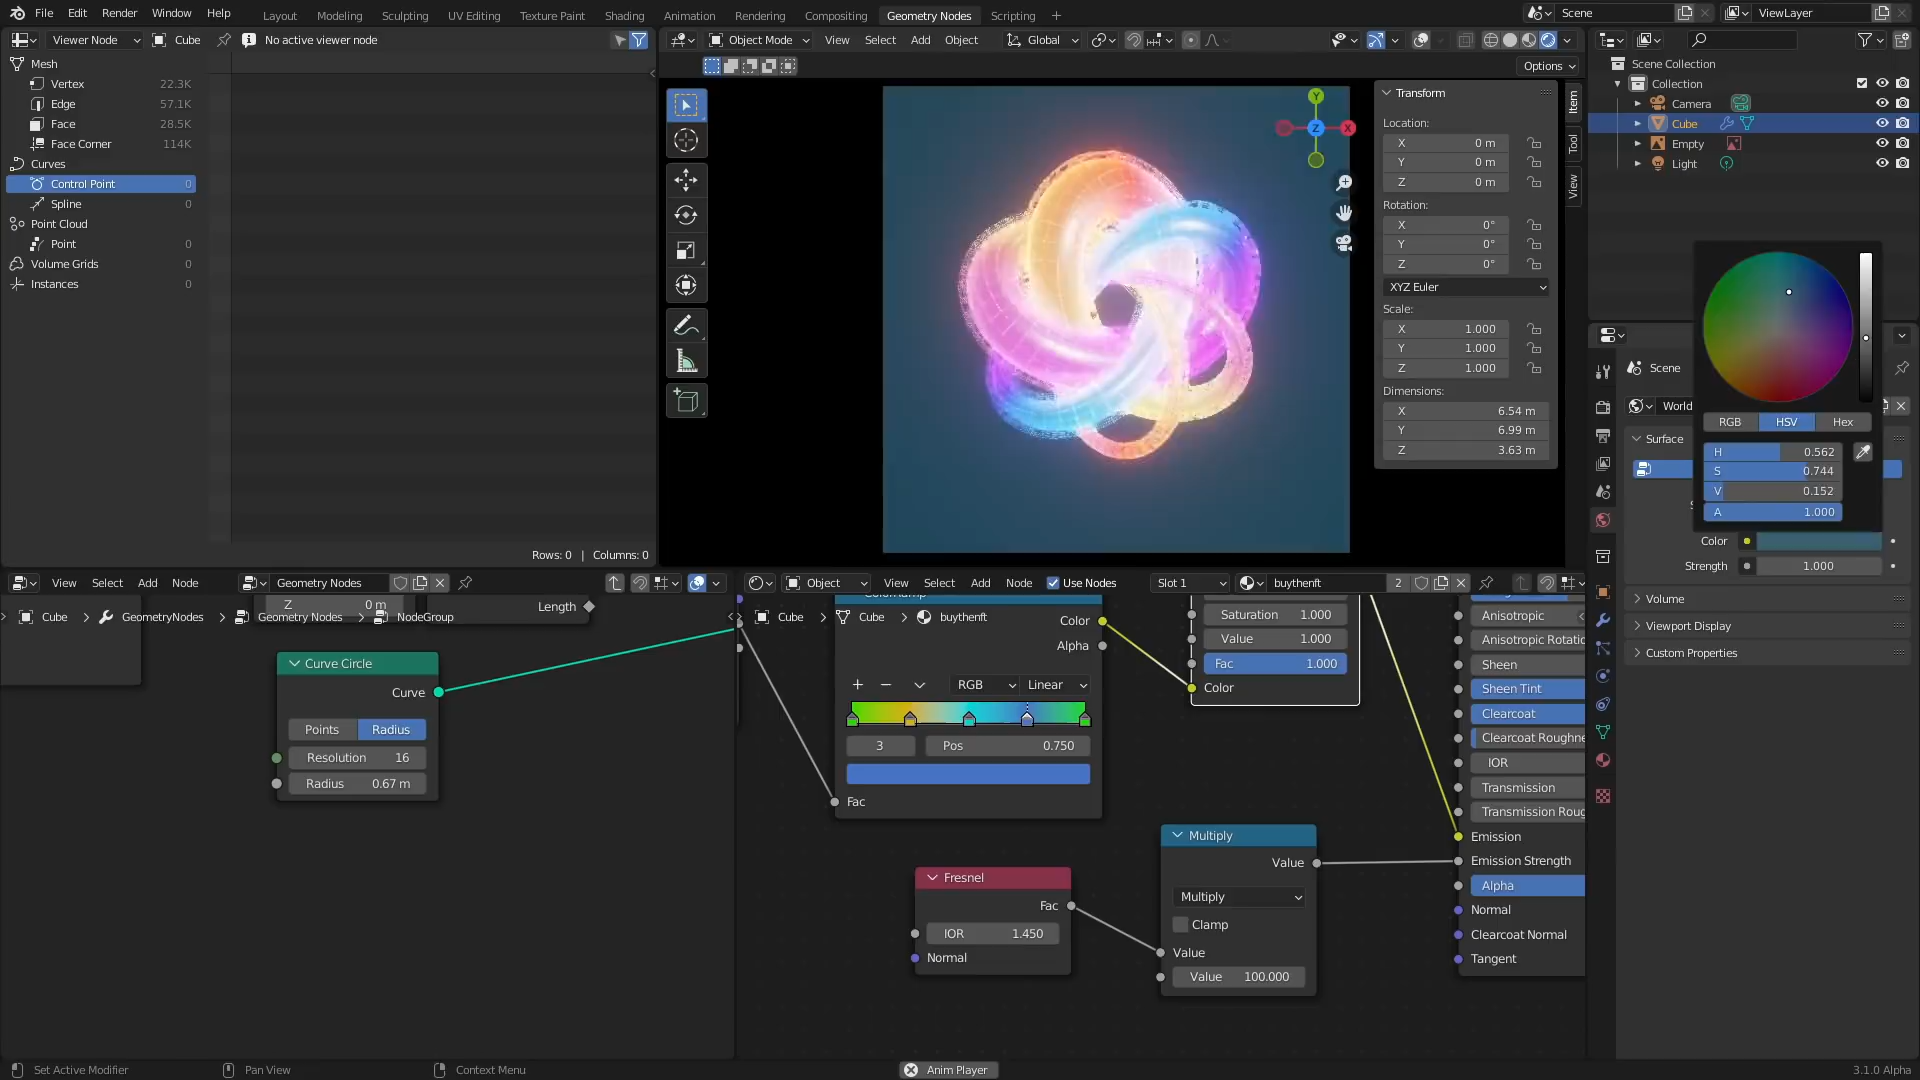 File Edit Render Window Help
Layout Modeling Sculpting UV Editing Texture Paint Shading Animation Rendering Compositing Geometry Nodes Scripting +
Scene ViewLayer
Viewer Node Cube No active viewer node
Object Mode View Select Add Object Global
Options
Mesh
Vertex 22.3K
Edge 57.1K
Face 28.5K
Face Corner 114K
Curves
Control Point 0
Spline 0
Point Cloud
Point 0
Volume Grids 0
Instances 0
Rows: 0 | Columns: 0
Y
Z
X
Transform
Location:
X 0 m
Y 0 m
Z 0 m
Rotation:
X 0°
Y 0°
Z 0°
XYZ Euler
Scale:
X 1.000
Y 1.000
Z 1.000
Dimensions:
X 6.54 m
Y 6.99 m
Z 3.63 m
Item
Tool
View
Scene Collection
Collection
Camera
Cube
Empty
Light
Scene
World
RGB HSV Hex
Surface
H 0.562
S 0.744
V 0.152
A 1.000
Color
Strength 1.000
Volume
Viewport Display
Custom Properties
View Select Add Node Geometry Nodes
Z 0 m
Length
Cube GeometryNodes Geometry Nodes NodeGroup
Curve Circle
Curve
Points Radius
Resolution 16
Radius 0.67 m
Object View Select Add Node Use Nodes Slot 1 buythenft 2
ColorRamp
Cube Cube buythenft
Color
Alpha
+ − RGB Linear
3 Pos 0.750
Fac
Saturation 1.000
Value 1.000
Fac 1.000
Color
Fresnel
Fac
IOR 1.450
Normal
Multiply
Value
Multiply
Clamp
Value
Value 100.000
Anisotropic
Anisotropic Rotatio
Sheen
Sheen Tint
Clearcoat
Clearcoat Roughne
IOR
Transmission
Transmission Roug
Emission
Emission Strength
Alpha
Normal
Clearcoat Normal
Tangent
Set Active Modifier Pan View Context Menu Anim Player 3.1.0 Alpha